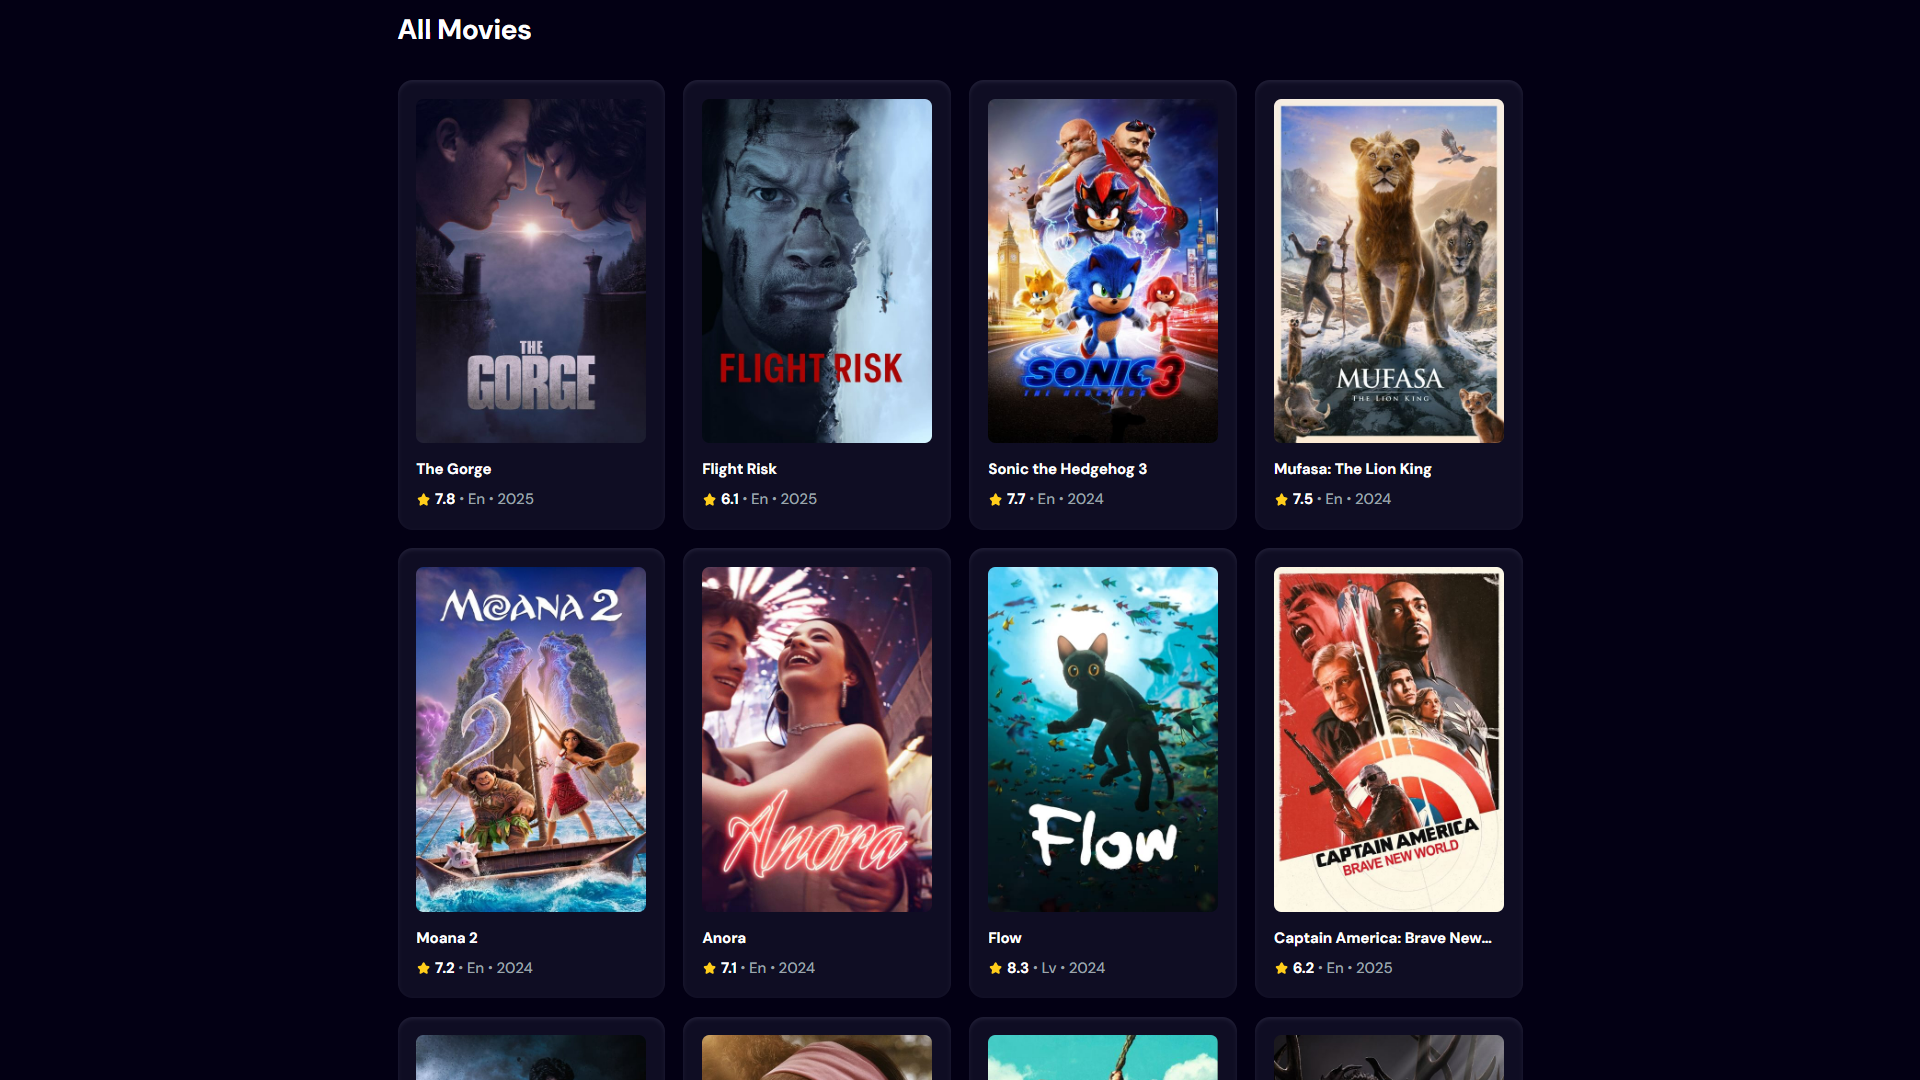 All Movies
THE
GORGE
FLIGHT RISK
SONIC 3
THE HEDGEHOG
MUFASA
THE LION KING
The Gorge
7.8 • En • 2025
Flight Risk
6.1 • En • 2025
Sonic the Hedgehog 3
7.7 • En • 2024
Mufasa: The Lion King
7.5 • En • 2024
MOANA 2
Anora
Flow
CAPTAIN AMERICA
BRAVE NEW WORLD
Moana 2
7.2 • En • 2024
Anora
7.1 • En • 2024
Flow
8.3 • Lv • 2024
Captain America: Brave New...
6.2 • En • 2025